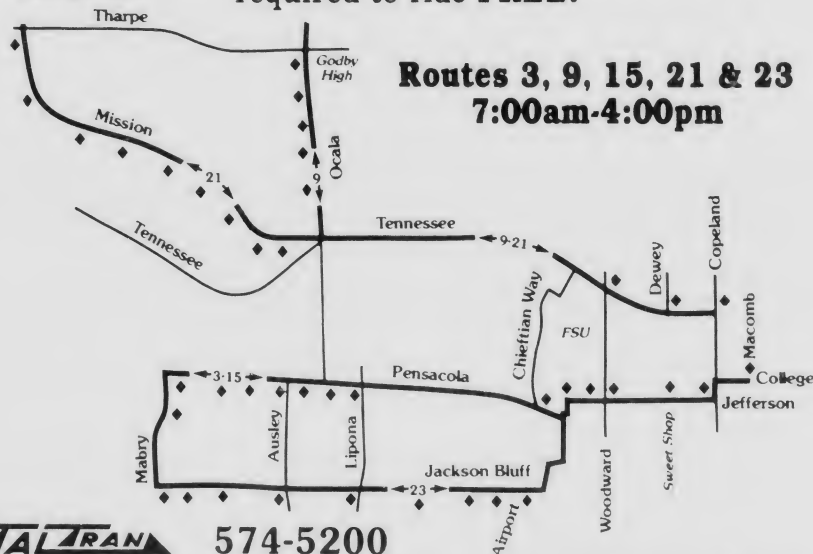 required to ride FREE!
Tharpe
Godby
High
Routes 3, 9, 15, 21 & 23
7:00am-4:00pm
Mission
Ocala
21
9
Tennessee
Tennessee
9-21
Copeland
Dewey
Chieftian Way
FSU
Macomb
3-15
Pensacola
College
Jefferson
Ausley
Lipona
Mabry
Jackson Bluff
23
Sweet Shop
Woodward
Airport
TALTRAN
574-5200